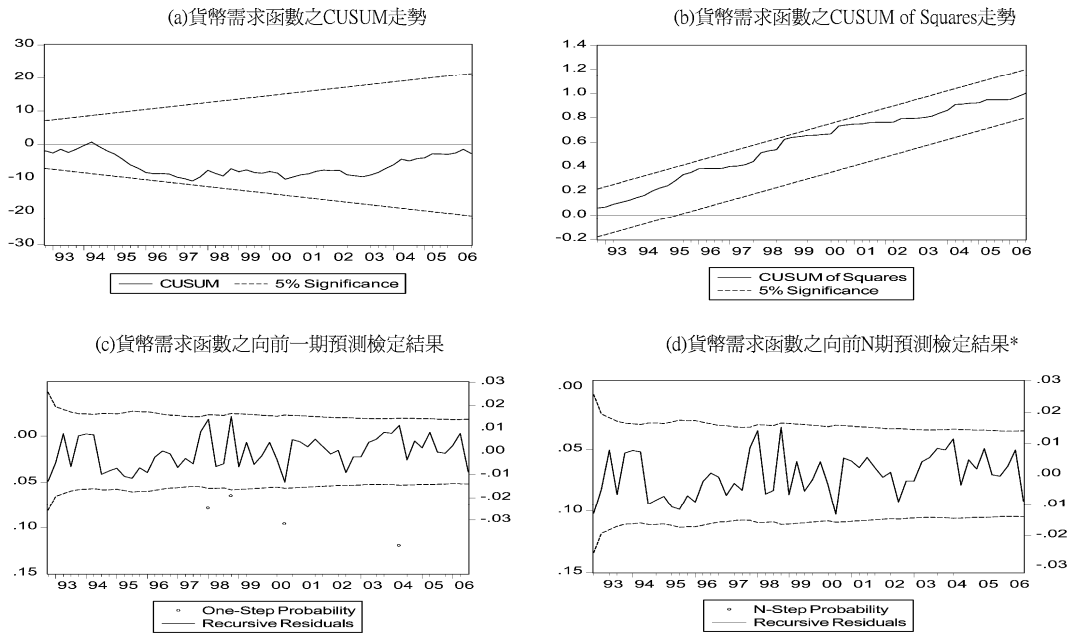 (a)貨幣需求函數之CUSUM走勢
30
20
10
0
-10
-20
-30
93 94 95 96 97 98 99 00 01 02 03 04 05 06
CUSUM 5% Significance
(b)貨幣需求函數之CUSUM of Squares走勢
1.4
1.2
1.0
0.8
0.6
0.4
0.2
0.0
-0.2
93 94 95 96 97 98 99 00 01 02 03 04 05 06
CUSUM of Squares
5% Significance
(c)貨幣需求函數之向前一期預測檢定結果
.03
.02
.01
.00
-.01
-.02
-.03
.00
.05
.10
.15
93 94 95 96 97 98 99 00 01 02 03 04 05 06
One-Step Probability
Recursive Residuals
(d)貨幣需求函數之向前N期預測檢定結果*
.00
.05
.10
.15
.03
.02
.01
.00
-.01
-.02
-.03
93 94 95 96 97 98 99 00 01 02 03 04 05 06
N-Step Probability
Recursive Residuals